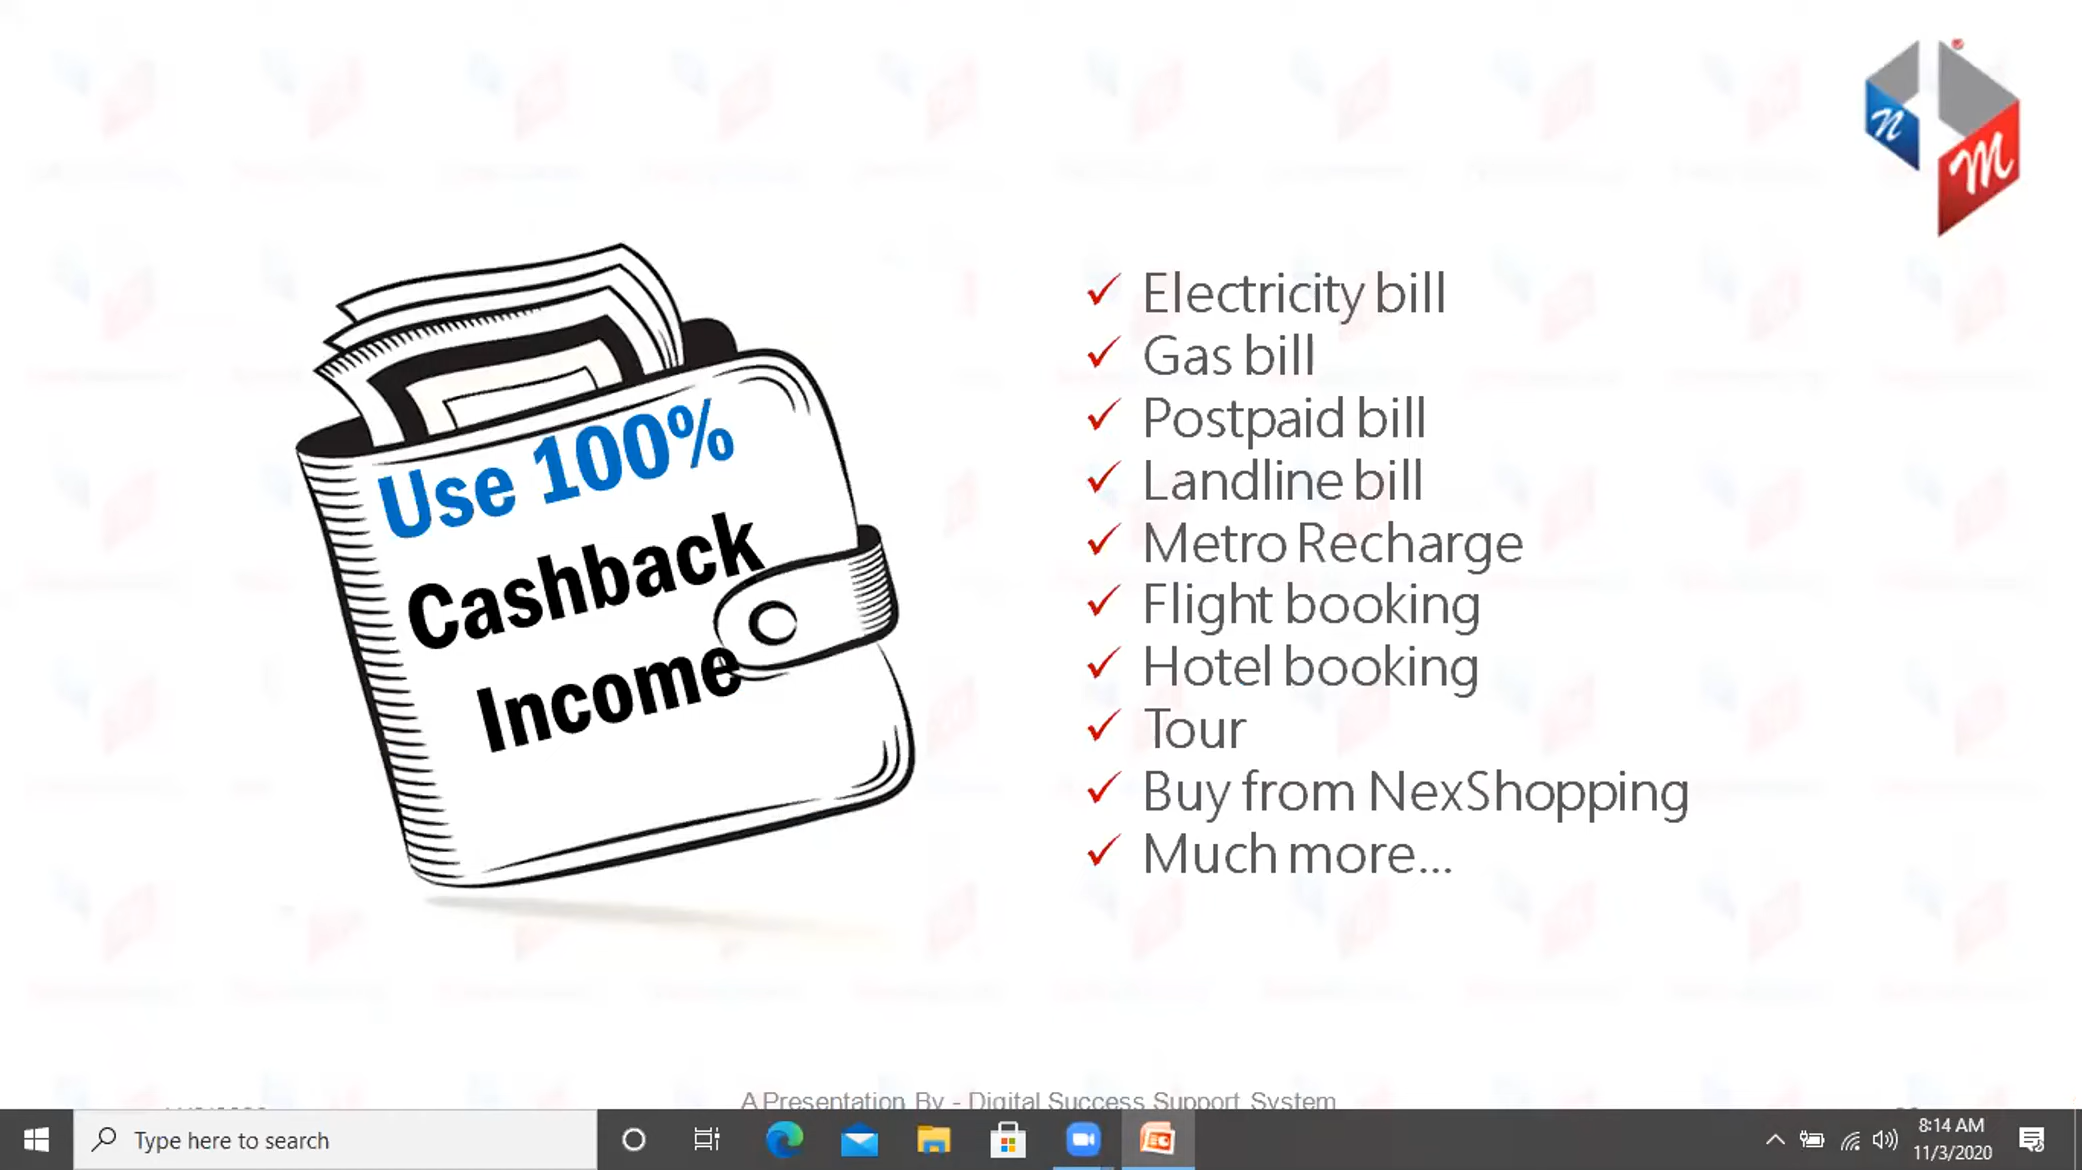 n
M
Use 100%
Cashback
Income
Electricity bill
Gas bill
Postpaid bill
Landline bill
Metro Recharge
Flight booking
Hotel booking
Tour
Buy from NexShopping
Much more...
A Presentation By - Digital Success Support System
Type here to search
8:14 AM
11/3/2020